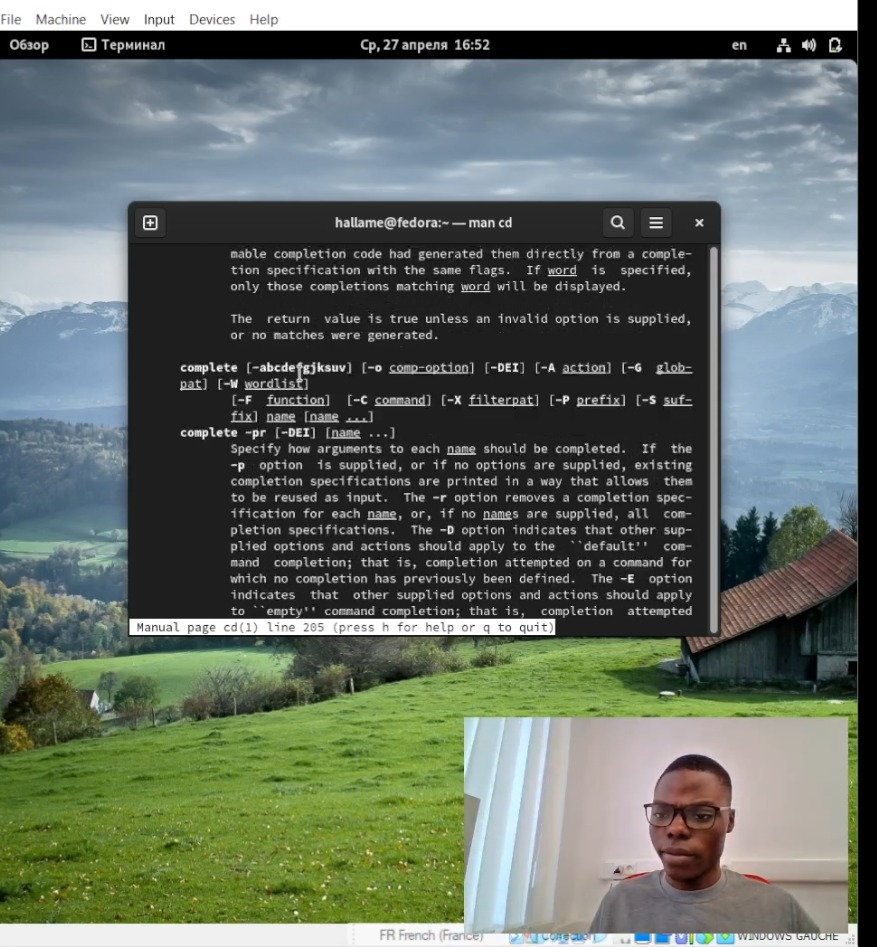 File Machine View Input Devices Help
Обзор Терминал Ср, 27 апреля 16:52 en
hallame@fedora:~ — man cd
mable completion code had generated them directly from a comple-
tion specification with the same flags. If word is specified,
only those completions matching word will be displayed.
The return value is true unless an invalid option is supplied,
or no matches were generated.
complete [-abcdefgjksuv] [-o comp-option] [-DEI] [-A action] [-G glob-
pat] [-W wordlist]
[-F function] [-C command] [-X filterpat] [-P prefix] [-S suf-
fix] name [name ...]
complete -pr [-DEI] [name ...]
Specify how arguments to each name should be completed. If the
-p option is supplied, or if no options are supplied, existing
completion specifications are printed in a way that allows them
to be reused as input. The -r option removes a completion spec-
ification for each name, or, if no names are supplied, all com-
pletion specifications. The -D option indicates that other sup-
plied options and actions should apply to the ``default'' com-
mand completion; that is, completion attempted on a command for
which no completion has previously been defined. The -E option
indicates that other supplied options and actions should apply
to ``empty'' command completion; that is, completion attempted
Manual page cd(1) line 205 (press h for help or q to quit)
FR French (France) WINDOWS GAUCHE